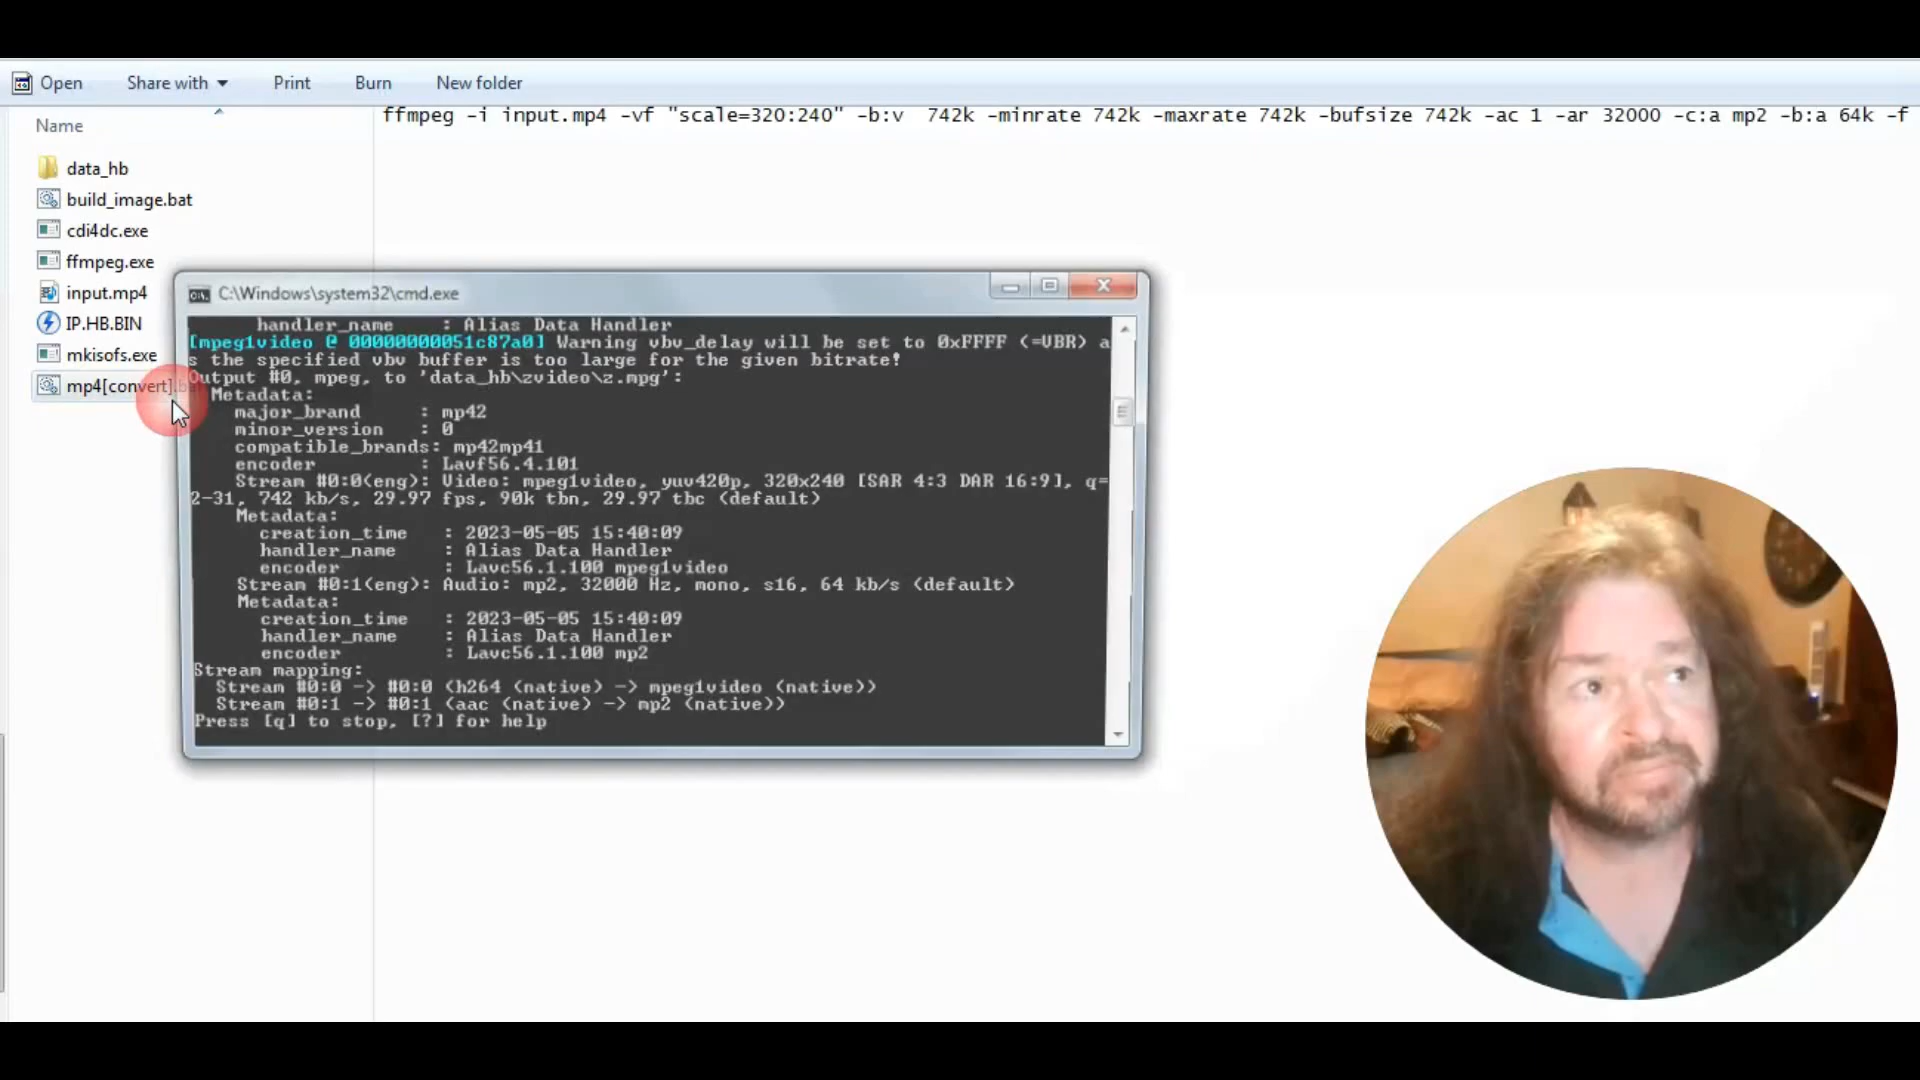 Open Share with Print Burn New folder
ffmpeg -i input.mp4 -vf "scale=320:240" -b:v 742k -minrate 742k -maxrate 742k -bufsize 742k -ac 1 -ar 32000 -c:a mp2 -b:a 64k -f
Name
data_hb
build_image.bat
cdi4dc.exe
ffmpeg.exe
input.mp4
IP.HB.BIN
mkisofs.exe
mp4[convert].ba
C:\Windows\system32\cmd.exe
handler_name : Alias Data Handler
[mpeg1video @ 00000000051c87a0] Warning vbv_delay will be set to 0xFFFF (=VBR) a
s the specified vbv buffer is too large for the given bitrate!
Output #0, mpeg, to 'data_hb\zvideo\z.mpg':
Metadata:
major_brand : mp42
minor_version : 0
compatible_brands: mp42mp41
encoder : Lavf56.4.101
Stream #0:0(eng): Video: mpeg1video, yuv420p, 320x240 [SAR 4:3 DAR 16:9], q=
2-31, 742 kb/s, 29.97 fps, 90k tbn, 29.97 tbc (default)
Metadata:
creation_time : 2023-05-05 15:40:09
handler_name : Alias Data Handler
encoder : Lavc56.1.100 mpeg1video
Stream #0:1(eng): Audio: mp2, 32000 Hz, mono, s16, 64 kb/s (default)
Metadata:
creation_time : 2023-05-05 15:40:09
handler_name : Alias Data Handler
encoder : Lavc56.1.100 mp2
Stream mapping:
Stream #0:0 -> #0:0 (h264 (native) -> mpeg1video (native))
Stream #0:1 -> #0:1 (aac (native) -> mp2 (native))
Press [q] to stop, [?] for help